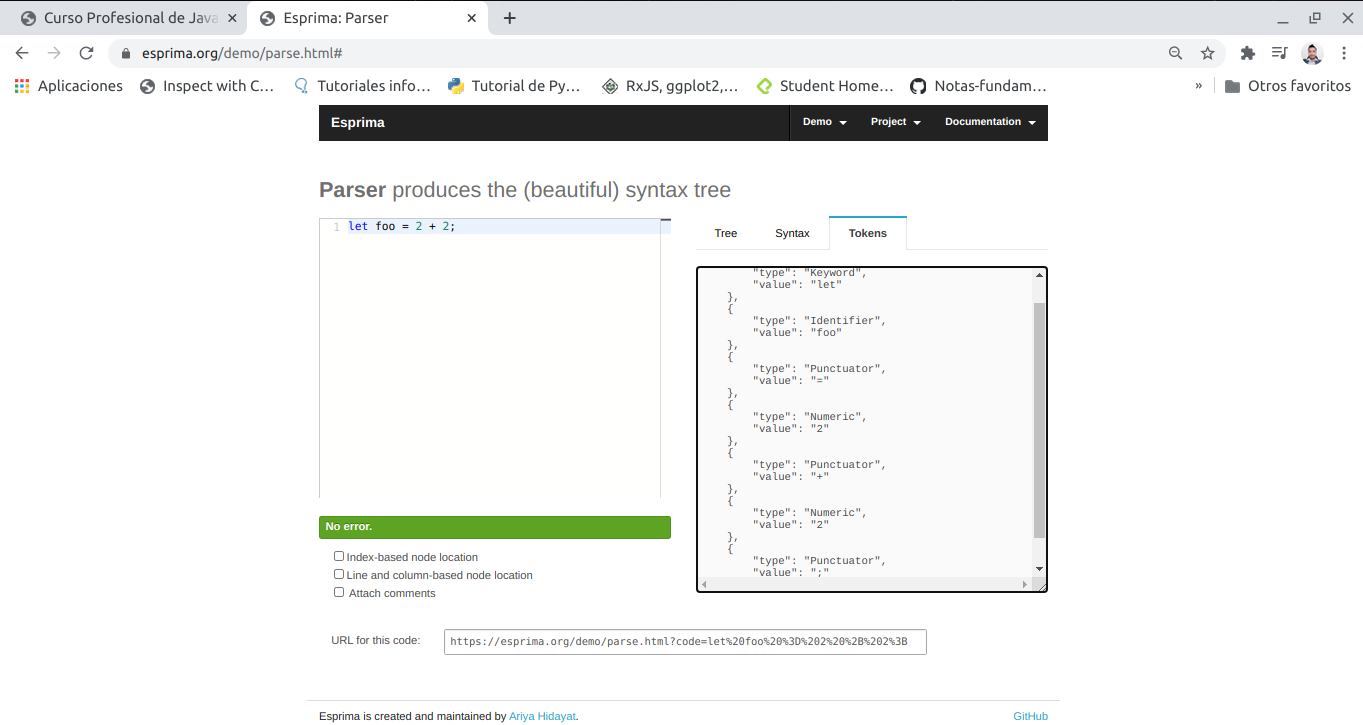 Curso Profesional de Java
Esprima: Parser
esprima.org/demo/parse.html#
Aplicaciones
Inspect with C...
Tutoriales info...
Tutorial de Py...
RxJS, ggplot2,...
Student Home...
Notas-fundam...
»
Otros favoritos
Esprima
Demo
Project
Documentation
Parser produces the (beautiful) syntax tree
1 let foo = 2 + 2;
Tree
Syntax
Tokens
"type": "Keyword",
"value": "let"
},
{
"type": "Identifier",
"value": "foo"
},
{
"type": "Punctuator",
"value": "="
},
{
"type": "Numeric",
"value": "2"
},
{
"type": "Punctuator",
"value": "+"
},
{
"type": "Numeric",
"value": "2"
},
{
"type": "Punctuator",
"value": ";"
No error.
Index-based node location
Line and column-based node location
Attach comments
URL for this code:
https://esprima.org/demo/parse.html?code=let%20foo%20%3D%202%20%2B%202%3B
Esprima is created and maintained by Ariya Hidayat.
GitHub